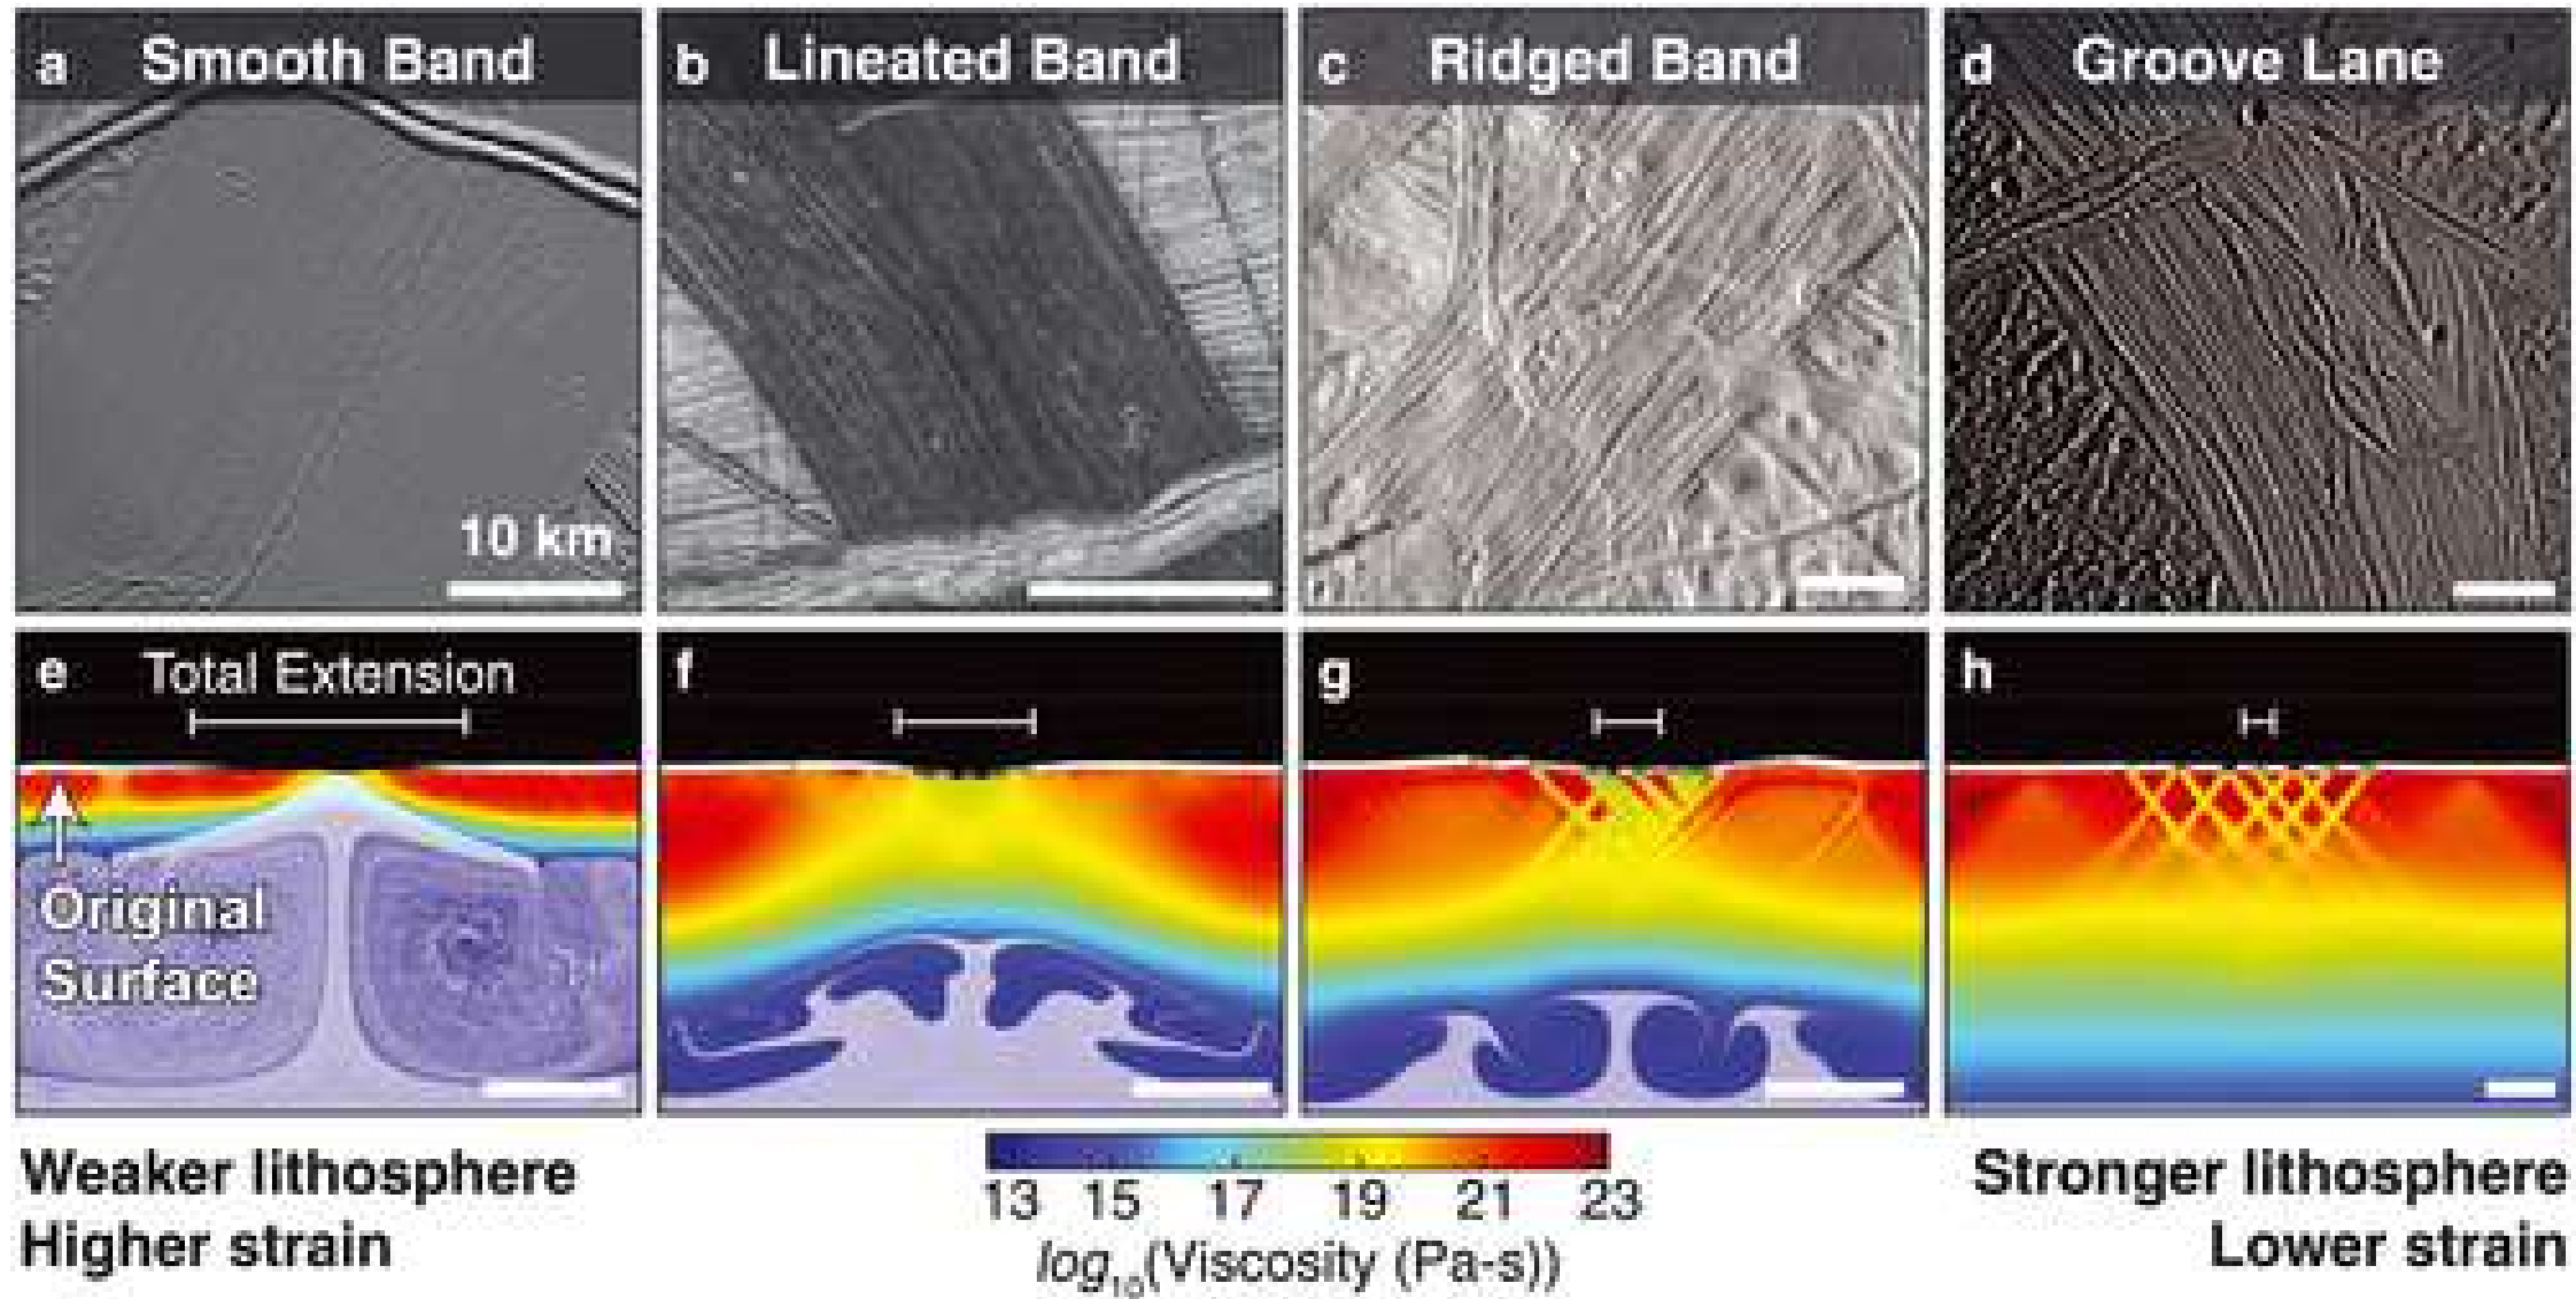 a Smooth Band
b Lineated Band
c Ridged Band
d Groove Lane
10 km
e Total Extension
f
g
h
Original
Surface
Weaker lithosphere
Higher strain
13 15 17 19 21 23
log₁₀(Viscosity (Pa-s))
Stronger lithosphere
Lower strain